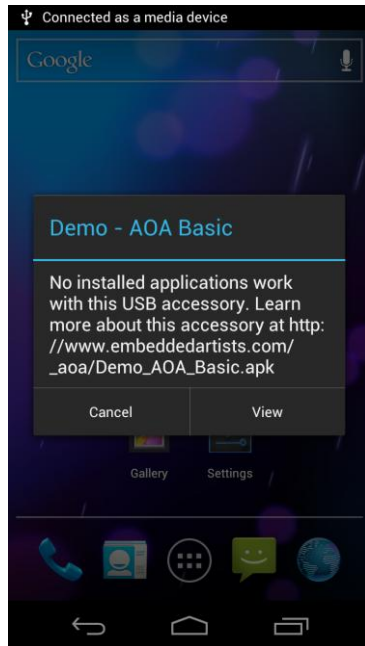 Connected as a media device
Google
Demo - AOA Basic
No installed applications work
with this USB accessory. Learn
more about this accessory at http:
//www.embeddedartists.com/
_aoa/Demo_AOA_Basic.apk
Cancel View
Gallery Settings